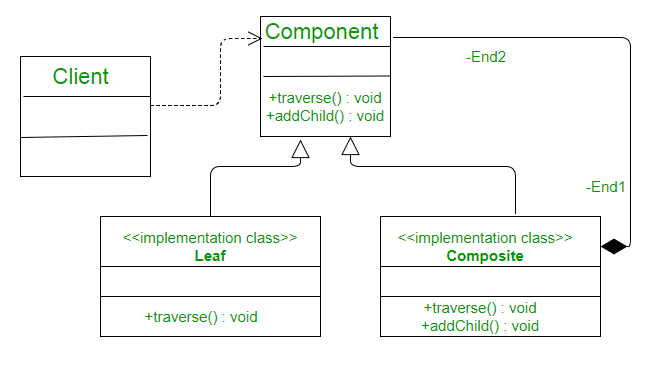 Component
-End2
Client
+traverse() : void
+addChild() : void
-End1
<<implementation class>>
Leaf
+traverse() : void
<<implementation class>>
Composite
+traverse() : void
+addChild() : void